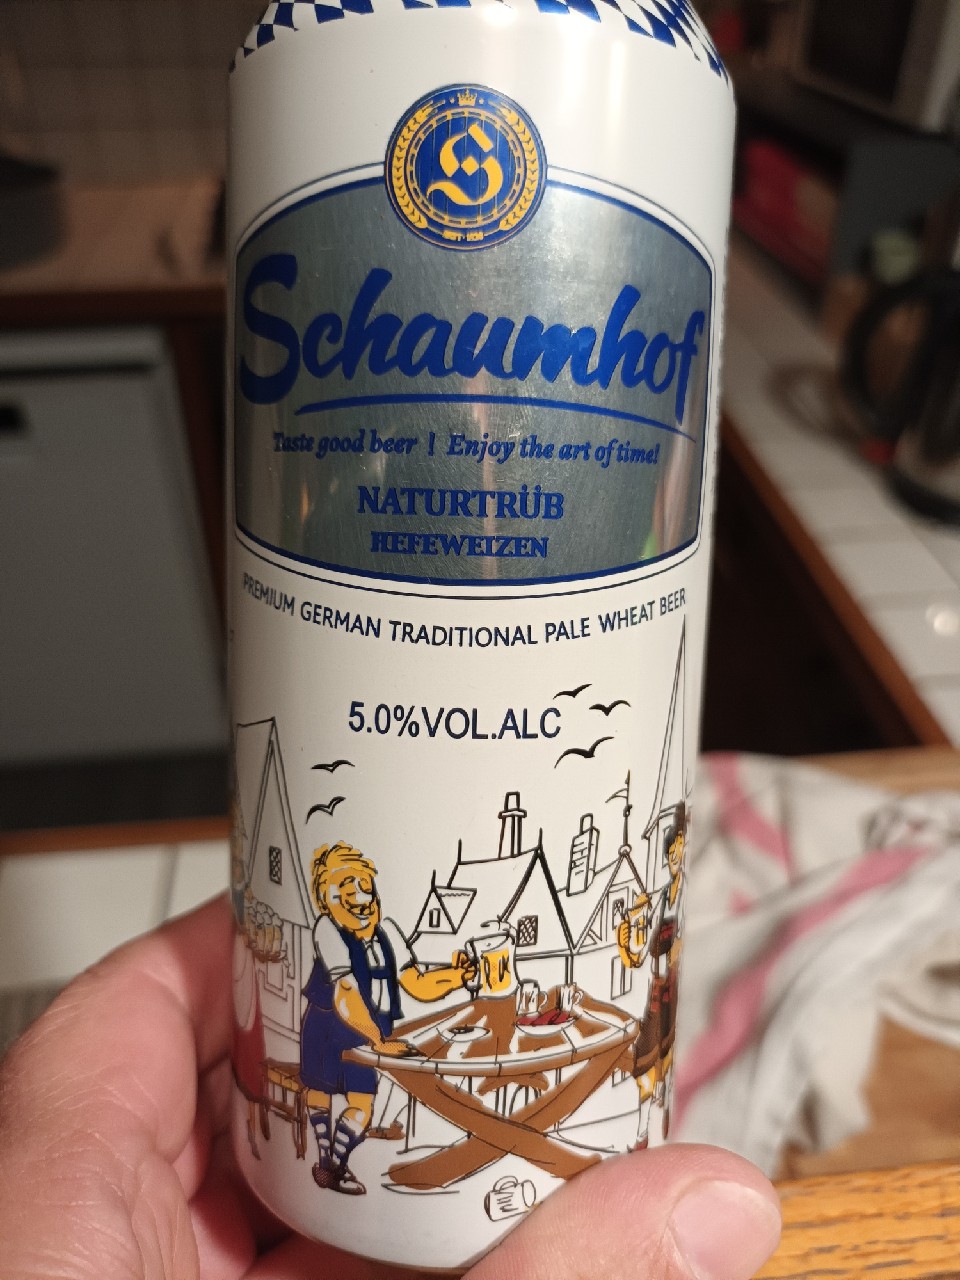 S
Schaumhof
Taste good beer | Enjoy the art of time!
NATURTRÜB
HEFEWEIZEN
PREMIUM GERMAN TRADITIONAL PALE WHEAT BEER
5.0%VOL.ALC